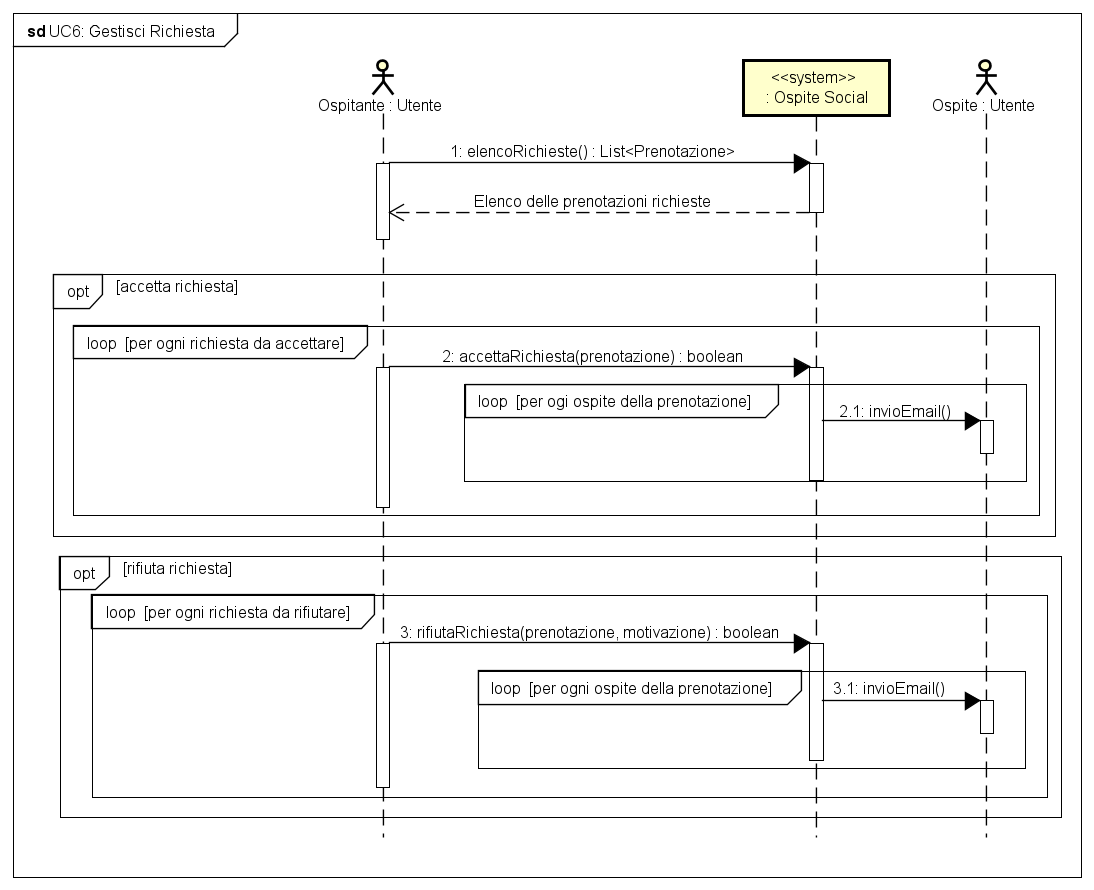 sd UC6: Gestisci Richiesta
Ospitante : Utente
<<system>>
: Ospite Social
Ospite : Utente
1: elencoRichieste() : List<Prenotazione>
Elenco delle prenotazioni richieste
opt [accetta richiesta]
loop [per ogni richiesta da accettare]
2: accettaRichiesta(prenotazione) : boolean
loop [per ogi ospite della prenotazione]
2.1: invioEmail()
opt [rifiuta richiesta]
loop [per ogni richiesta da rifiutare]
3: rifiutaRichiesta(prenotazione, motivazione) : boolean
loop [per ogni ospite della prenotazione]
3.1: invioEmail()